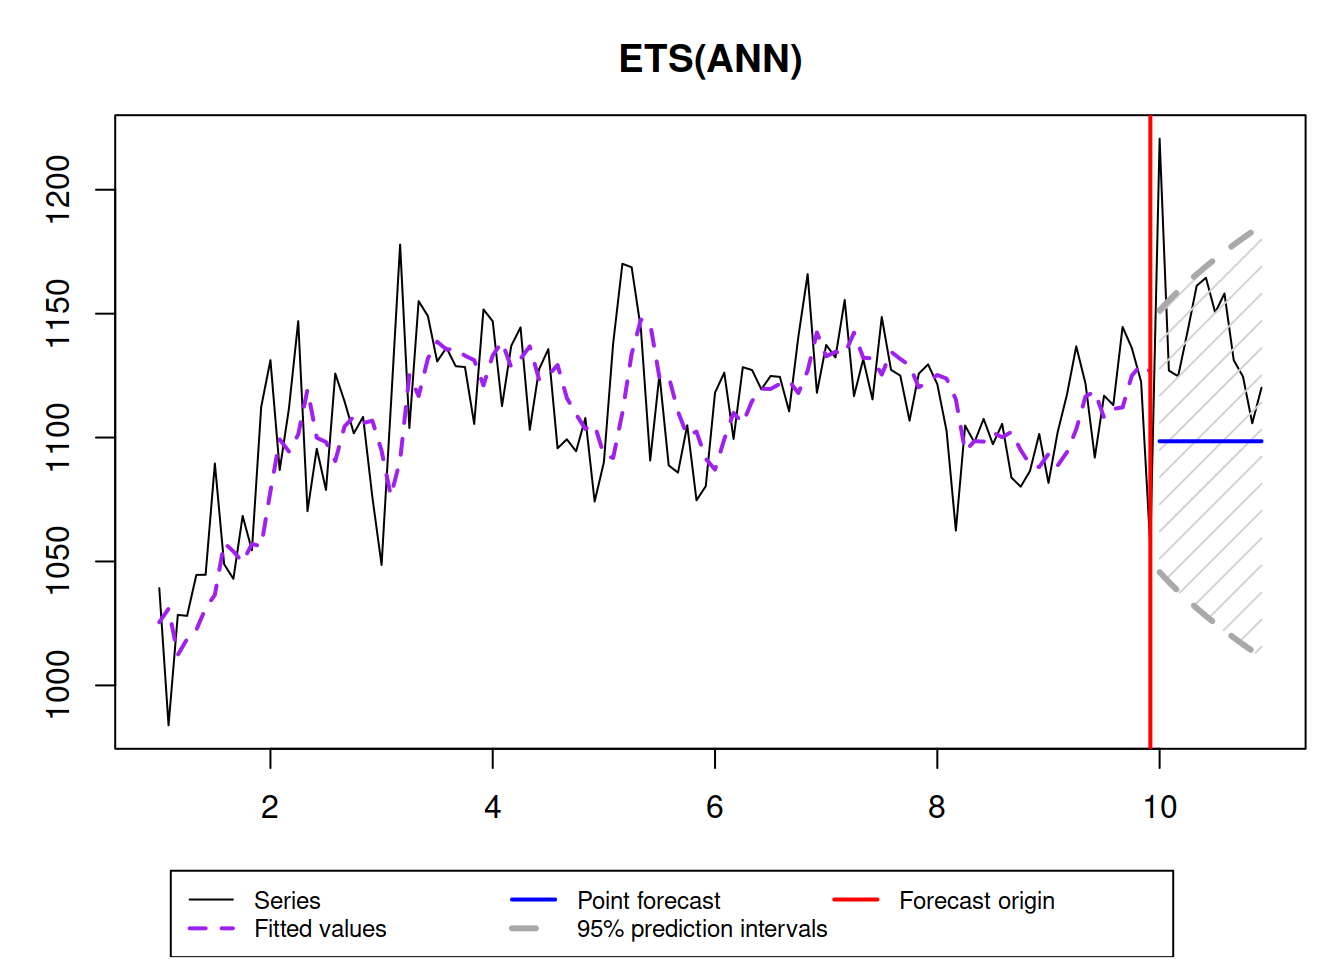 ETS(ANN)
1200
1150
1100
1050
1000
2 4 6 8 10
Series Point forecast Forecast origin
Fitted values 95% prediction intervals